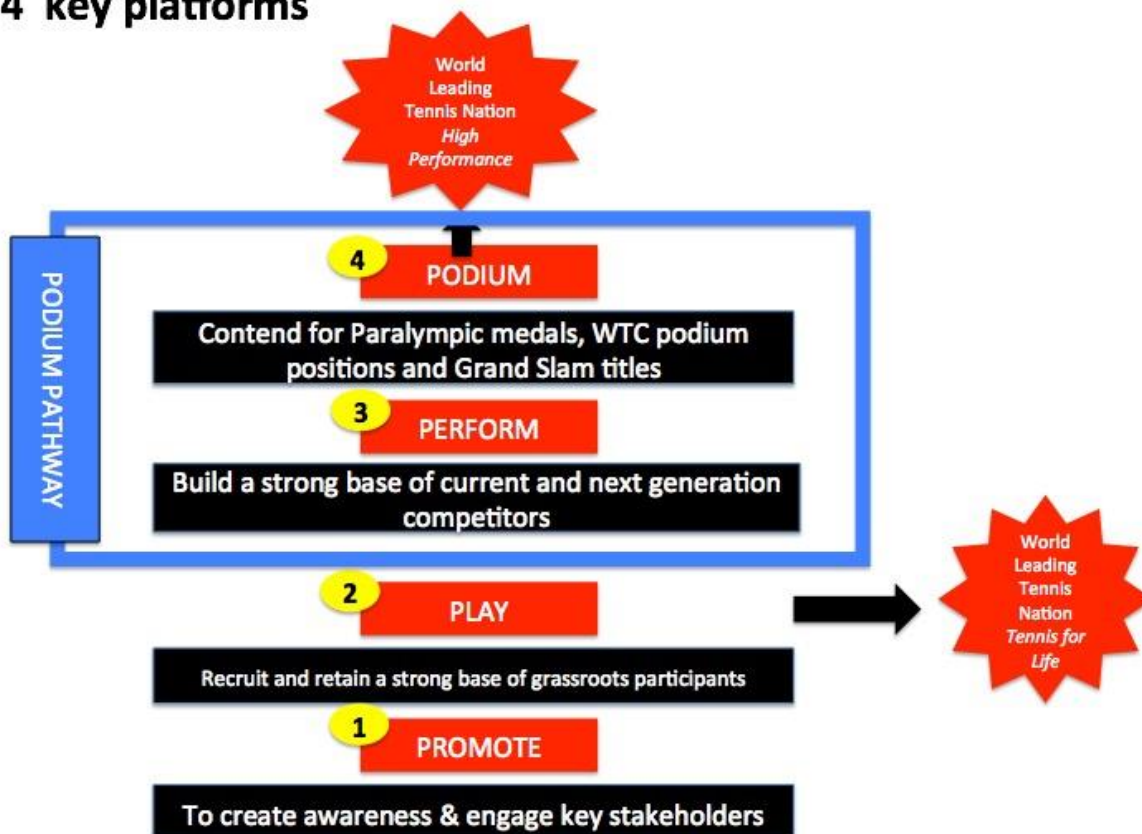 4 key platforms
World
Leading
Tennis Nation
High
Performance
PODIUM PATHWAY
4
PODIUM
Contend for Paralympic medals, WTC podium
positions and Grand Slam titles
3
PERFORM
Build a strong base of current and next generation
competitors
2
PLAY
Recruit and retain a strong base of grassroots participants
World
Leading
Tennis
Nation
Tennis for
Life
1
PROMOTE
To create awareness & engage key stakeholders